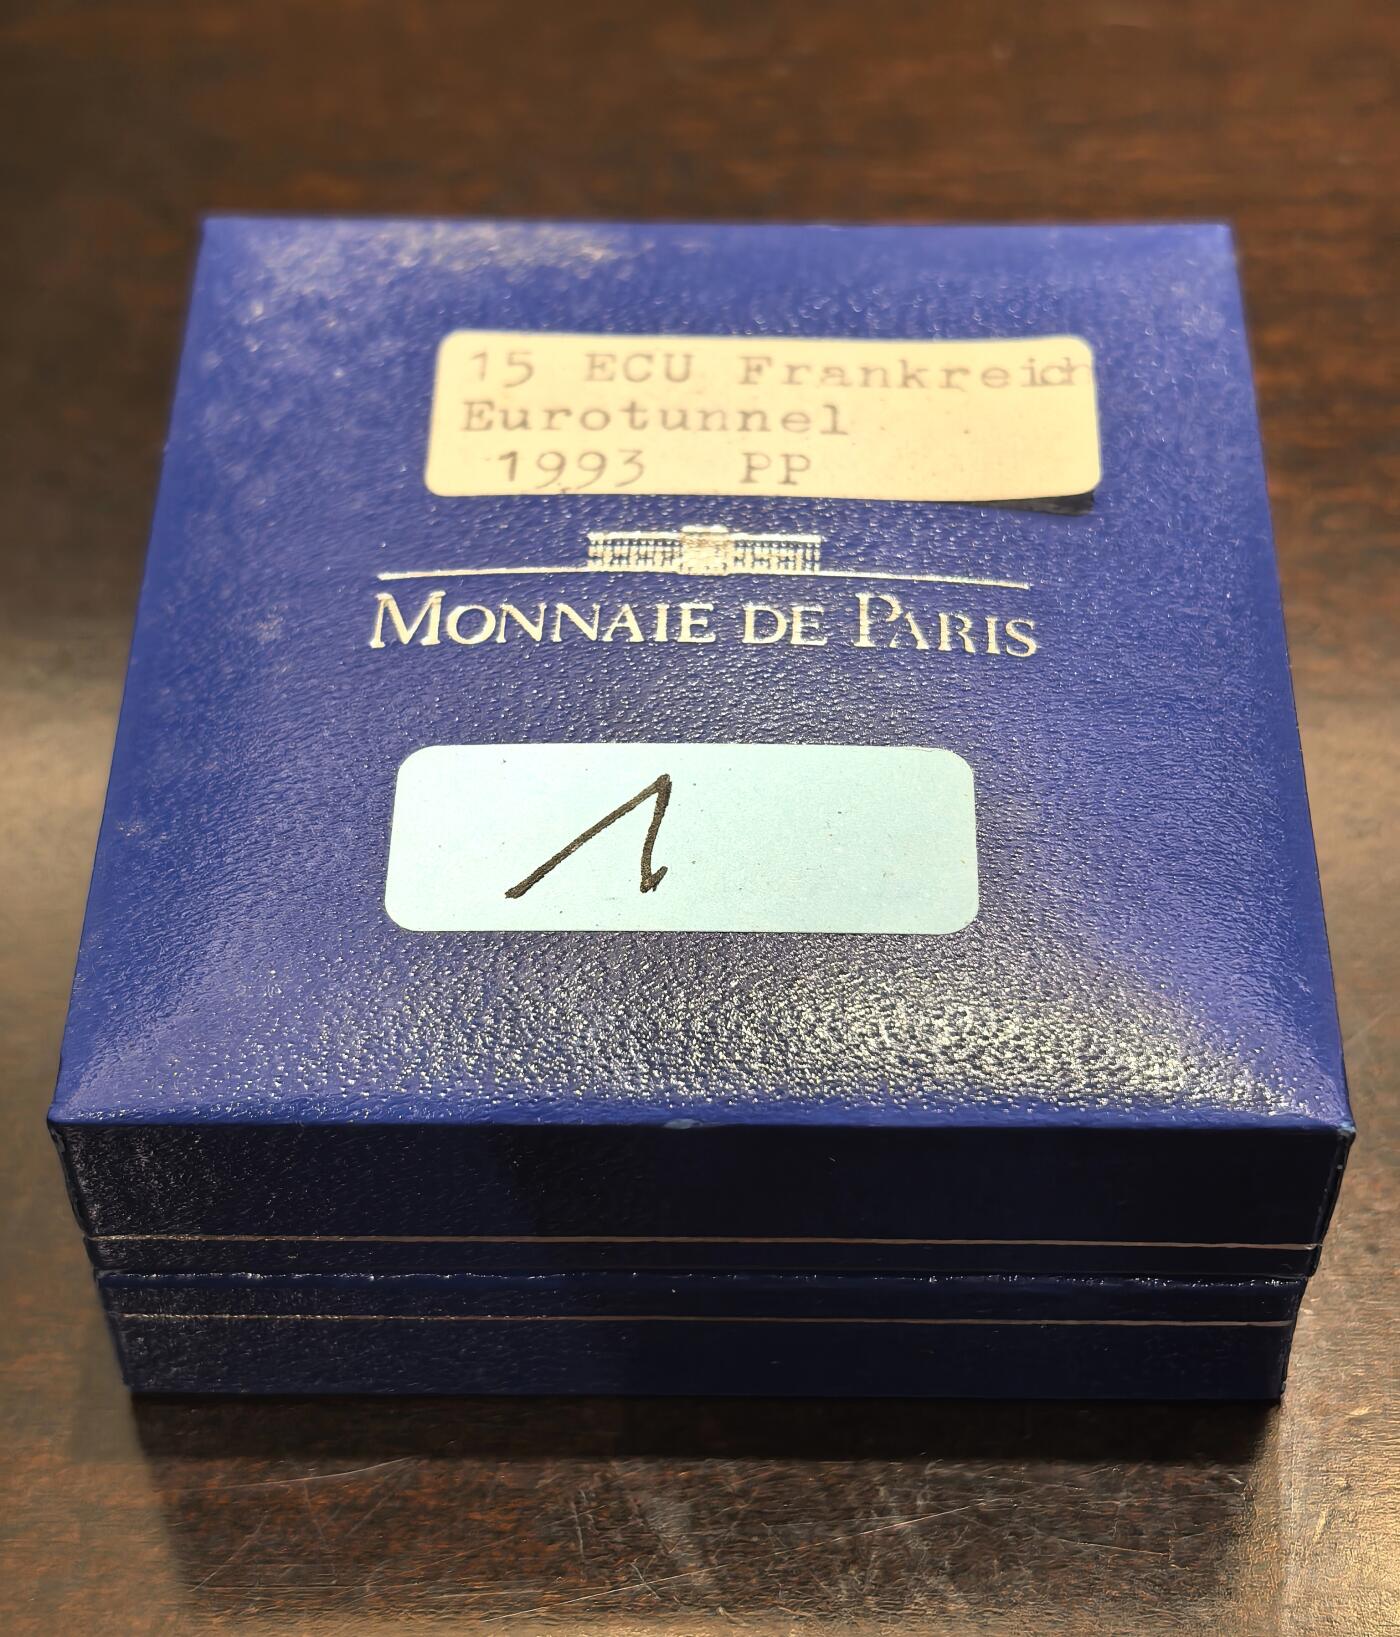 15 ECU Frankreich
Eurotunnel
1993 PP
MONNAIE DE PARIS
1